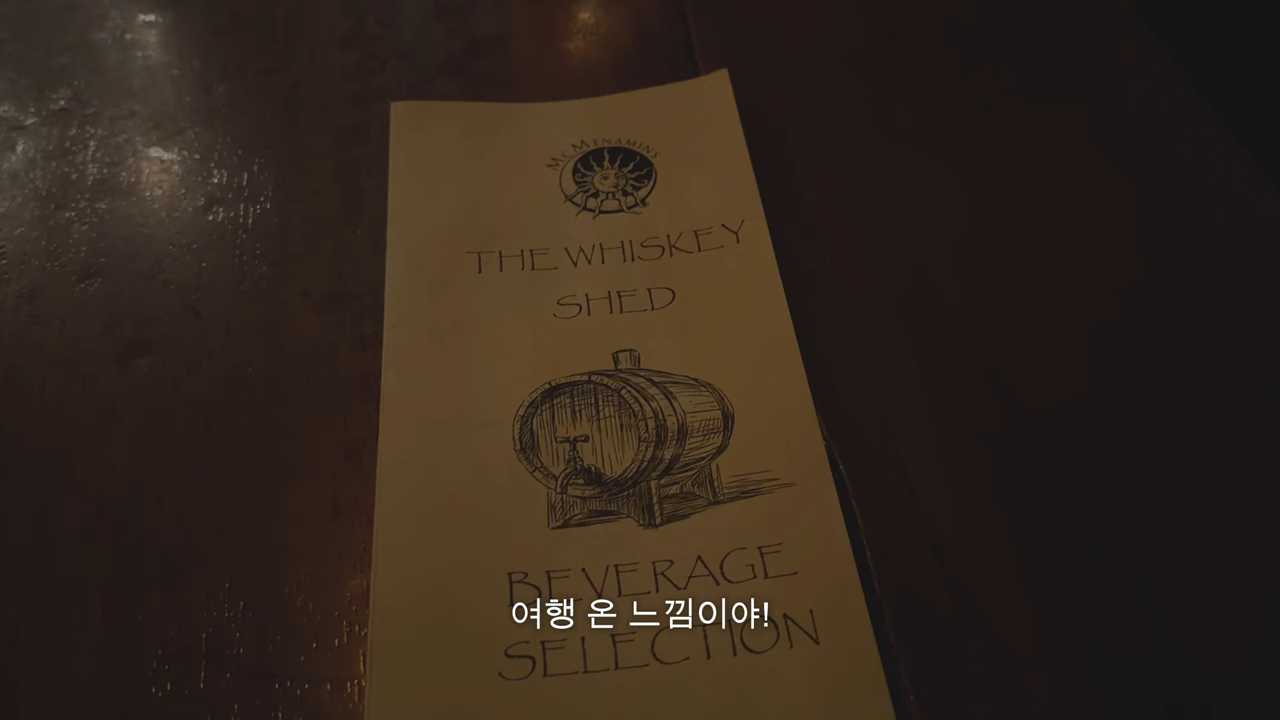 McMENAMINS
THE WHISKEY
SHED
BEVERAGE
여행 온 느낌이야!
SELECTION